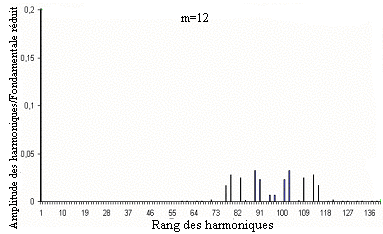 0,2
m=12
0,15
0,1
0,05
0
Amplitude des harmoniques/Fondamentale réduit
1 10 19 28 37 46 55 64 73 82 91 100 109 118 127 136
Rang des harmoniques